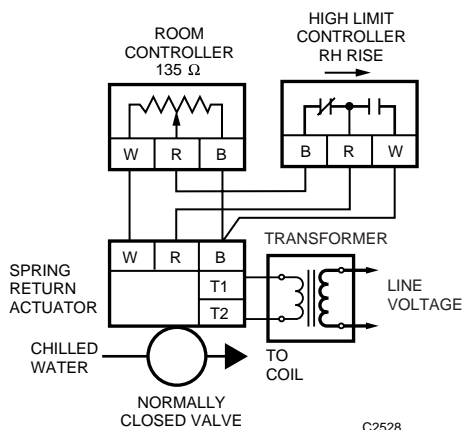 ROOM
CONTROLLER
135 Ω
HIGH LIMIT
CONTROLLER
RH RISE
W R B
B R W
SPRING
RETURN
ACTUATOR
W R B
T1
T2
TRANSFORMER
LINE
VOLTAGE
CHILLED
WATER
TO
COIL
NORMALLY
CLOSED VALVE
C2528